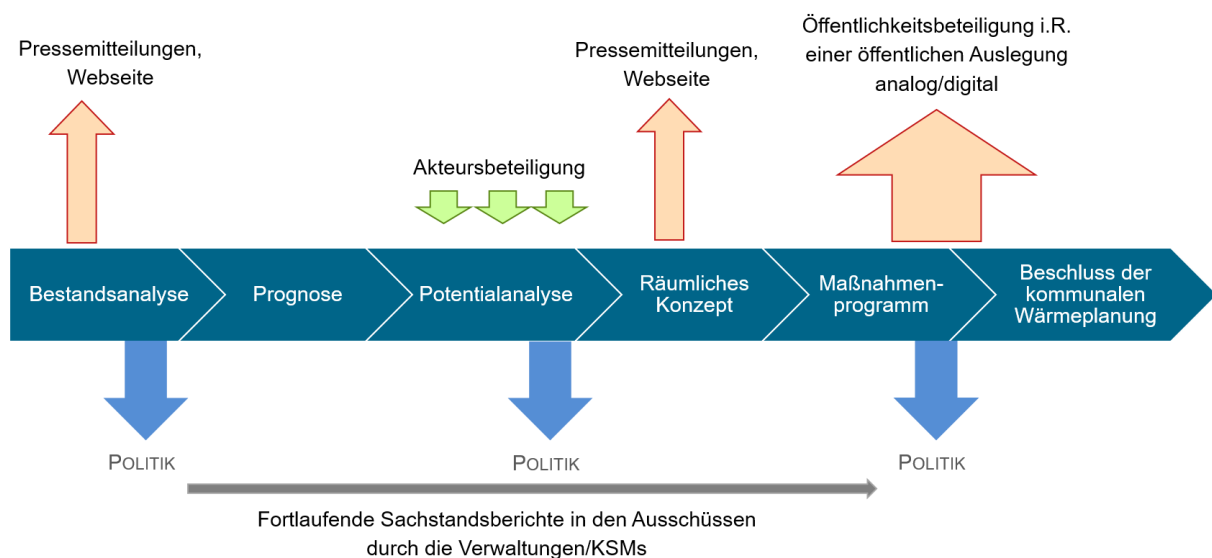 Pressemitteilungen,
Webseite
Pressemitteilungen,
Webseite
Öffentlichkeitsbeteiligung i.R.
einer öffentlichen Auslegung
analog/digital
Akteursbeteiligung
Bestandsanalyse
Prognose
Potentialanalyse
Räumliches
Konzept
Maßnahmen-
programm
Beschluss der
kommunalen
Wärmeplanung
POLITIK
POLITIK
POLITIK
Fortlaufende Sachstandsberichte in den Ausschüssen
durch die Verwaltungen/KSMs